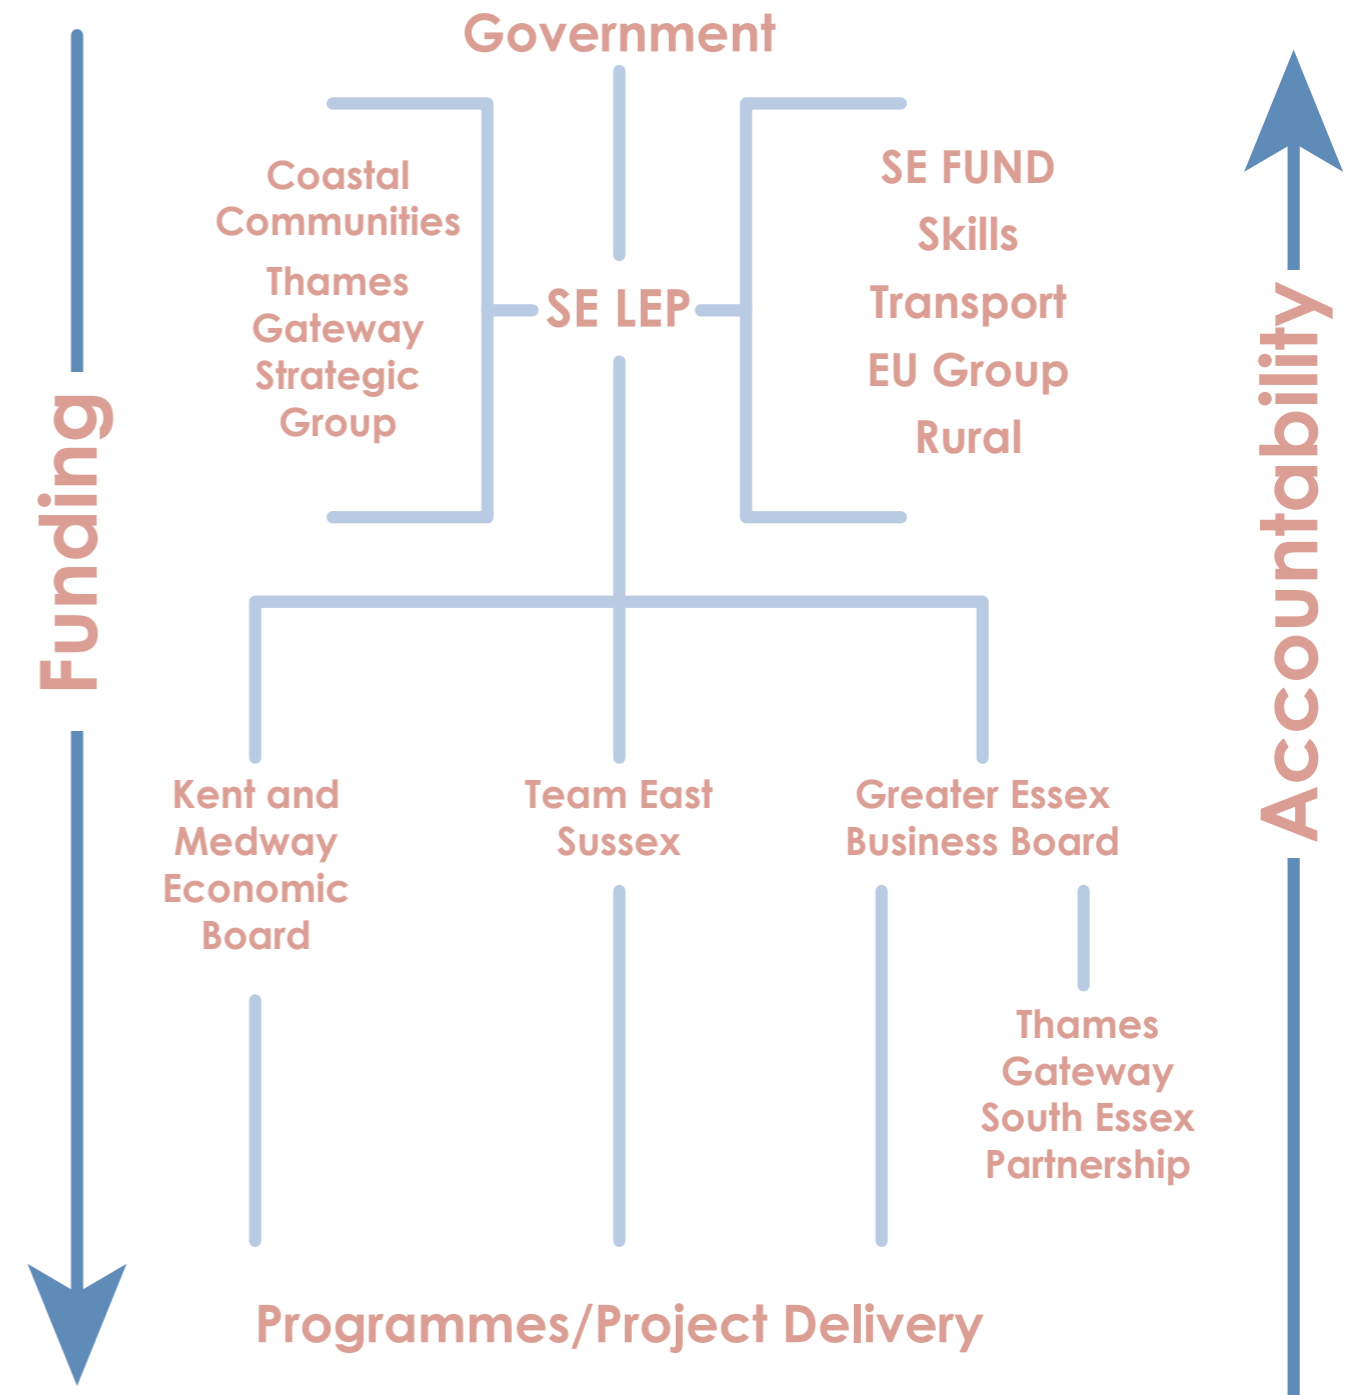 Government
Funding
Coastal
Communities
Thames
Gateway
Strategic
Group
SE LEP
SE FUND
Skills
Transport
EU Group
Rural
Accountability
Kent and
Medway
Economic
Board
Team East
Sussex
Greater Essex
Business Board
Thames
Gateway
South Essex
Partnership
Programmes/Project Delivery